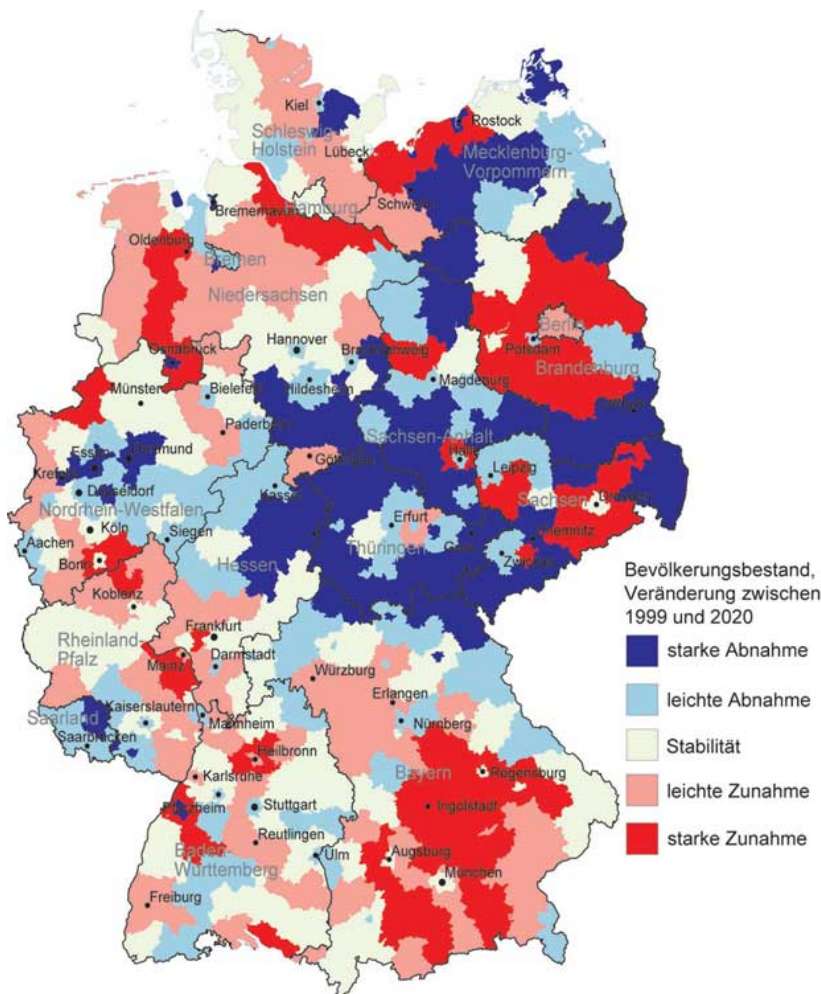 Kiel
Schleswig-
Holstein
Lübeck
Rostock
Mecklenburg-
Vorpommern
Hamburg
Schwerin
Bremerhaven
Oldenburg
Bremen
Niedersachsen
Berlin
Potsdam
Brandenburg
Hannover
Braunschweig
Osnabrück
Münster
Bielefeld
Hildesheim
Magdeburg
Paderborn
Sachsen-Anhalt
Essen
Dortmund
Krefeld
Göttingen
Halle
Leipzig
Düsseldorf
Kassel
Sachsen
Dresden
Nordrhein-Westfalen
Köln
Siegen
Erfurt
Thüringen
Gera
Chemnitz
Aachen
Bonn
Hessen
Zwickau
Koblenz
Frankfurt
Rheinland-
Pfalz
Mainz
Darmstadt
Würzburg
Erlangen
Kaiserslautern
Saarland
Mannheim
Nürnberg
Saarbrücken
Heilbronn
Bayern
Regensburg
Karlsruhe
Pforzheim
Stuttgart
Ingolstadt
Reutlingen
Baden-
Württemberg
Ulm
Augsburg
München
Freiburg
Bevölkerungsbestand,
Veränderung zwischen
1999 und 2020
starke Abnahme
leichte Abnahme
Stabilität
leichte Zunahme
starke Zunahme